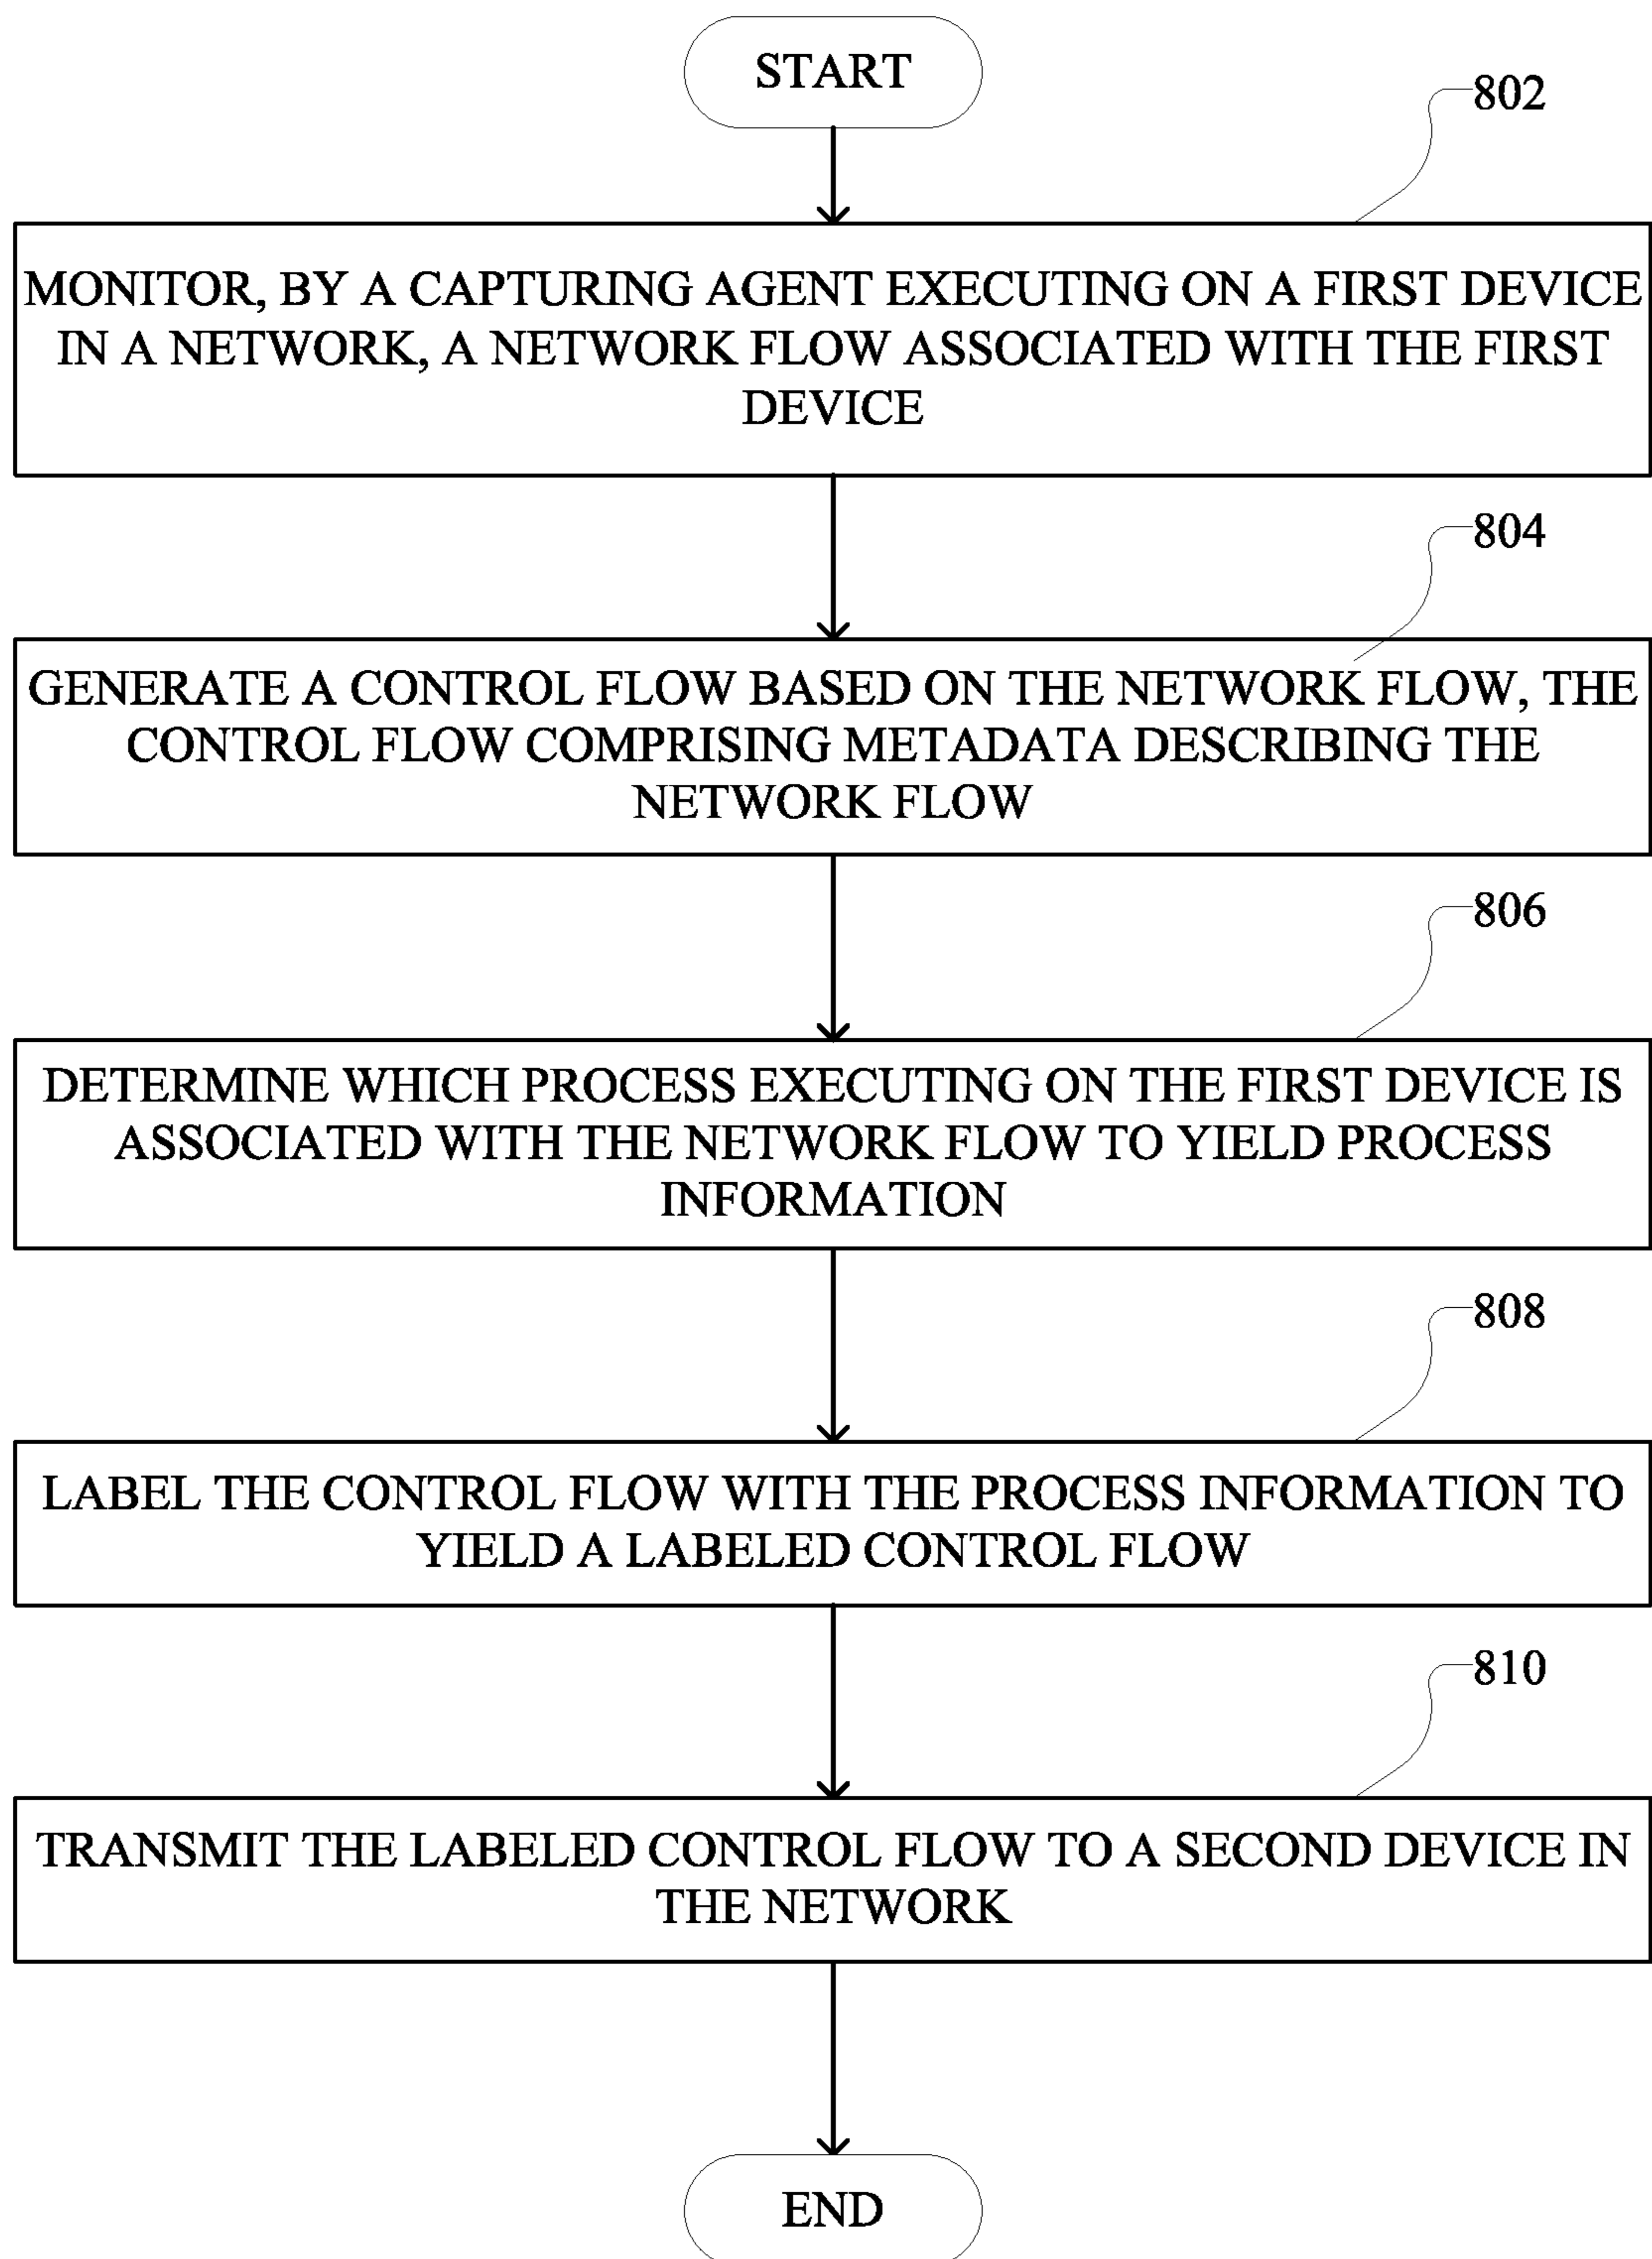 START
802
MONITOR, BY A CAPTURING AGENT EXECUTING ON A FIRST DEVICE
IN A NETWORK, A NETWORK FLOW ASSOCIATED WITH THE FIRST
DEVICE
804
GENERATE A CONTROL FLOW BASED ON THE NETWORK FLOW, THE
CONTROL FLOW COMPRISING METADATA DESCRIBING THE
NETWORK FLOW
806
DETERMINE WHICH PROCESS EXECUTING ON THE FIRST DEVICE IS
ASSOCIATED WITH THE NETWORK FLOW TO YIELD PROCESS
INFORMATION
808
LABEL THE CONTROL FLOW WITH THE PROCESS INFORMATION TO
YIELD A LABELED CONTROL FLOW
810
TRANSMIT THE LABELED CONTROL FLOW TO A SECOND DEVICE IN
THE NETWORK
END